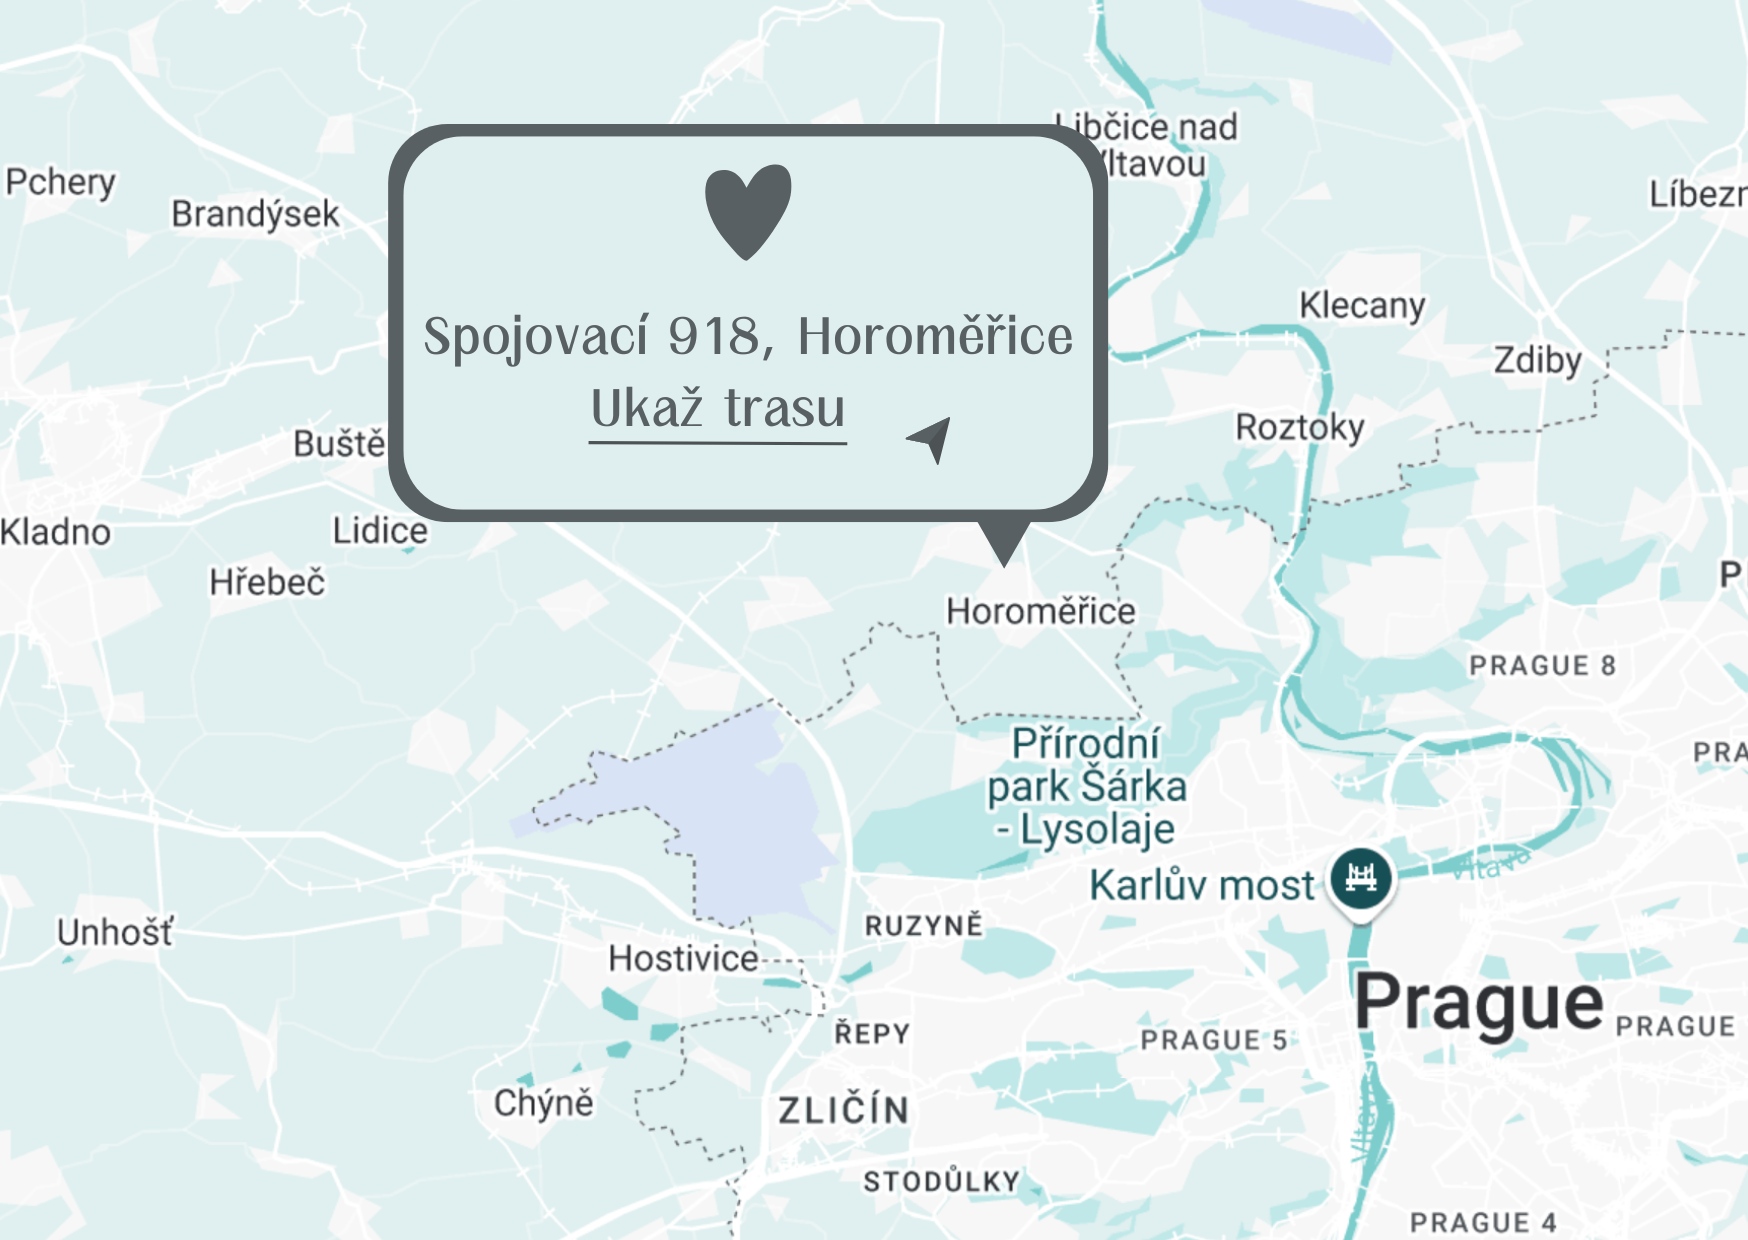 Libčice nad
Vltavou
Pchery
Brandýsek
Líbezn
Spojovací 918, Horoměřice
Ukaž trasu
Klecany
Zdiby
Roztoky
Buště
Kladno
Lidice
Hřebeč
Horoměřice
PRAGUE 8
Přírodní
park Šárka
- Lysolaje
PRA
Karlův most
Vltava
Unhošť
RUZYNĚ
Hostivice
Prague
PRAGUE
ŘEPY
PRAGUE 5
Chýně
ZLIČÍN
Vltava
STODŮLKY
PRAGUE 4